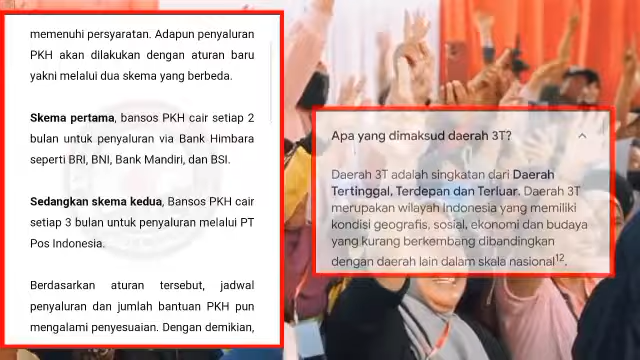 memenuhi persyaratan. Adapun penyaluran
PKH akan dilakukan dengan aturan baru
yakni melalui dua skema yang berbeda.
Skema pertama, bansos PKH cair setiap 2
bulan untuk penyaluran via Bank Himbara
seperti BRI, BNI, Bank Mandiri, dan BSI.
Sedangkan skema kedua, Bansos PKH cair
setiap 3 bulan untuk penyaluran melalui PT
Pos Indonesia.
Berdasarkan aturan tersebut, jadwal
penyaluran dan jumlah bantuan PKH pun
mengalami penyesuaian. Dengan demikian,
Apa yang dimaksud daerah 3T?
Daerah 3T adalah singkatan dari Daerah
Tertinggal, Terdepan dan Terluar. Daerah 3T
merupakan wilayah Indonesia yang memiliki
kondisi geografis, sosial, ekonomi dan budaya
yang kurang berkembang dibandingkan
dengan daerah lain dalam skala nasional12.